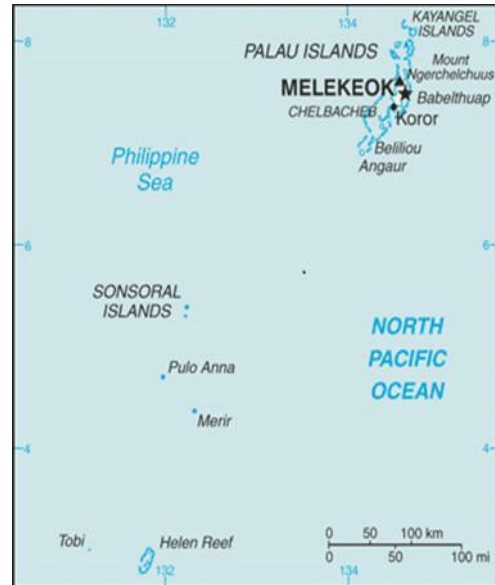 132
134
KAYANGEL
ISLANDS
8
8
PALAU ISLANDS
Mount
Ngerchelchuus
MELEKEOK
Babelthuap
CHELBACHEB
Koror
Beliliou
Angaur
Philippine
Sea
6
6
SONSORAL
ISLANDS
NORTH
PACIFIC
OCEAN
Pulo Anna
Merir
4
4
Tobi
Helen Reef
0 50 100 km
0 50 100 mi
132
134